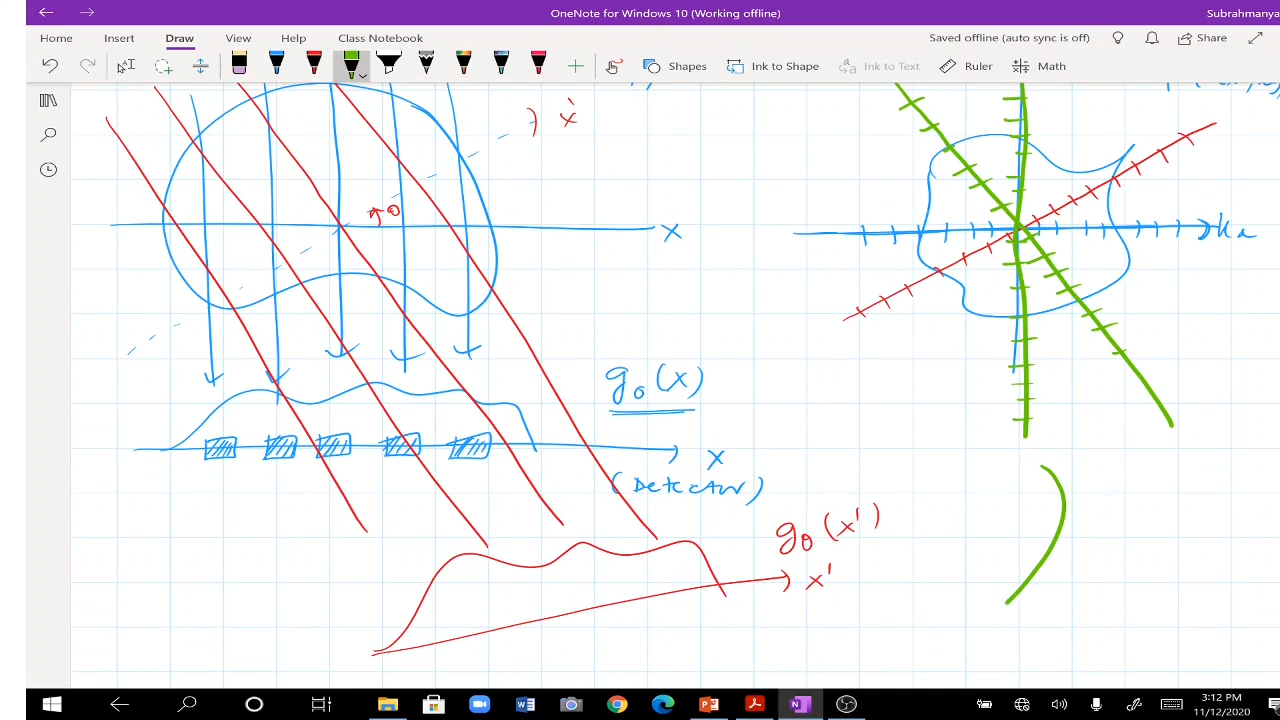 OneNote for Windows 10 (Working offline)
Subrahmanya
Home Insert Draw View Help Class Notebook
Saved offline (auto sync is off) Share
Ink to Shape Shapes Ink to Text Ruler Math
x'
θ
x
g₀(x)
x
(Detector)
gθ(x')
x'
3:12 PM
11/12/2020